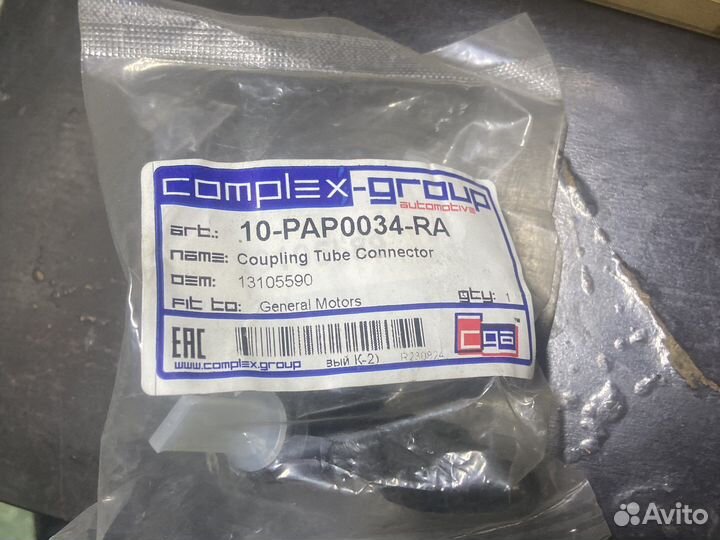 complex-group
automotive
art.: 10-PAP0034-RA
name: Coupling Tube Connector
oem: 13105590
Fit to: General Motors qty: 1
EAC
www.complex.group
вый К-2) R230824
cga™
Avito